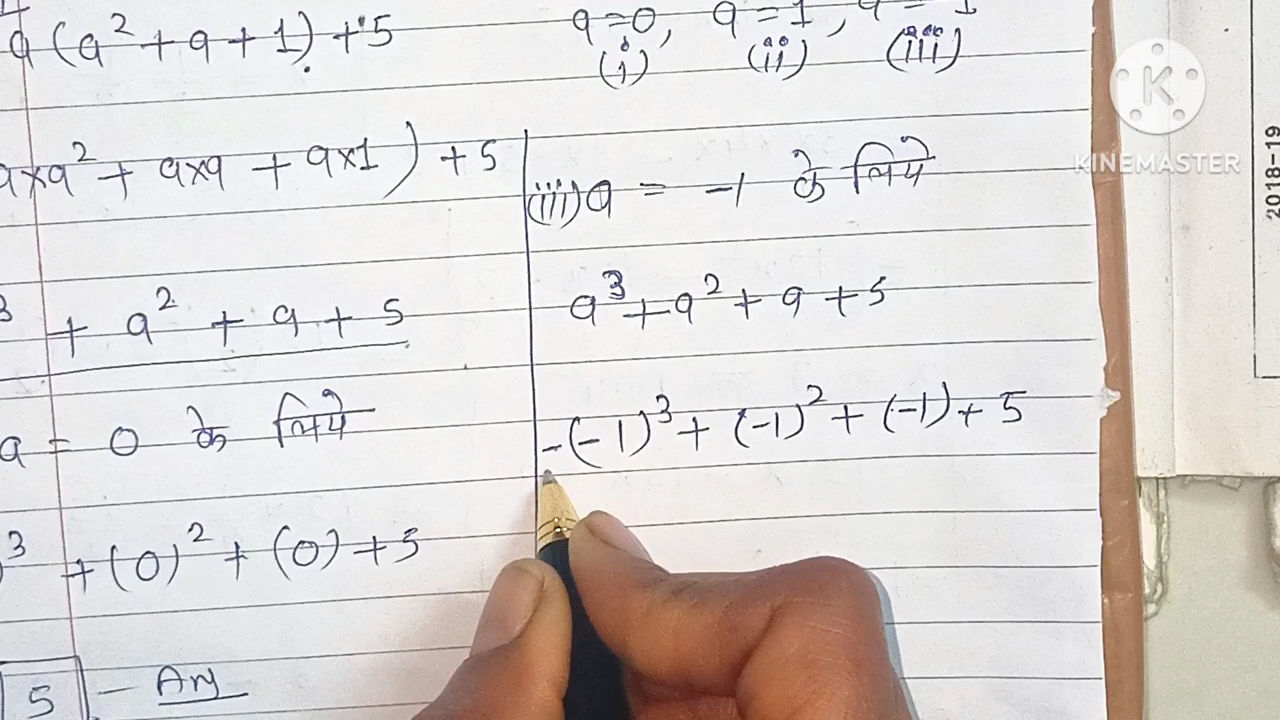 a (a² + a + 1) + 5
a = 0, a = 1,
(i) (ii) (iii)
a×a² + a×a + a×1) + 5
3 + a² + a + 5
a = 0 के लिये
3 + (0)² + (0) + 5
5 - Ans
(iii) a = -1 के लिये
a³ + a² + a + 5
-(-1)³ + (-1)² + (-1) + 5
KINEMASTER
2018-19